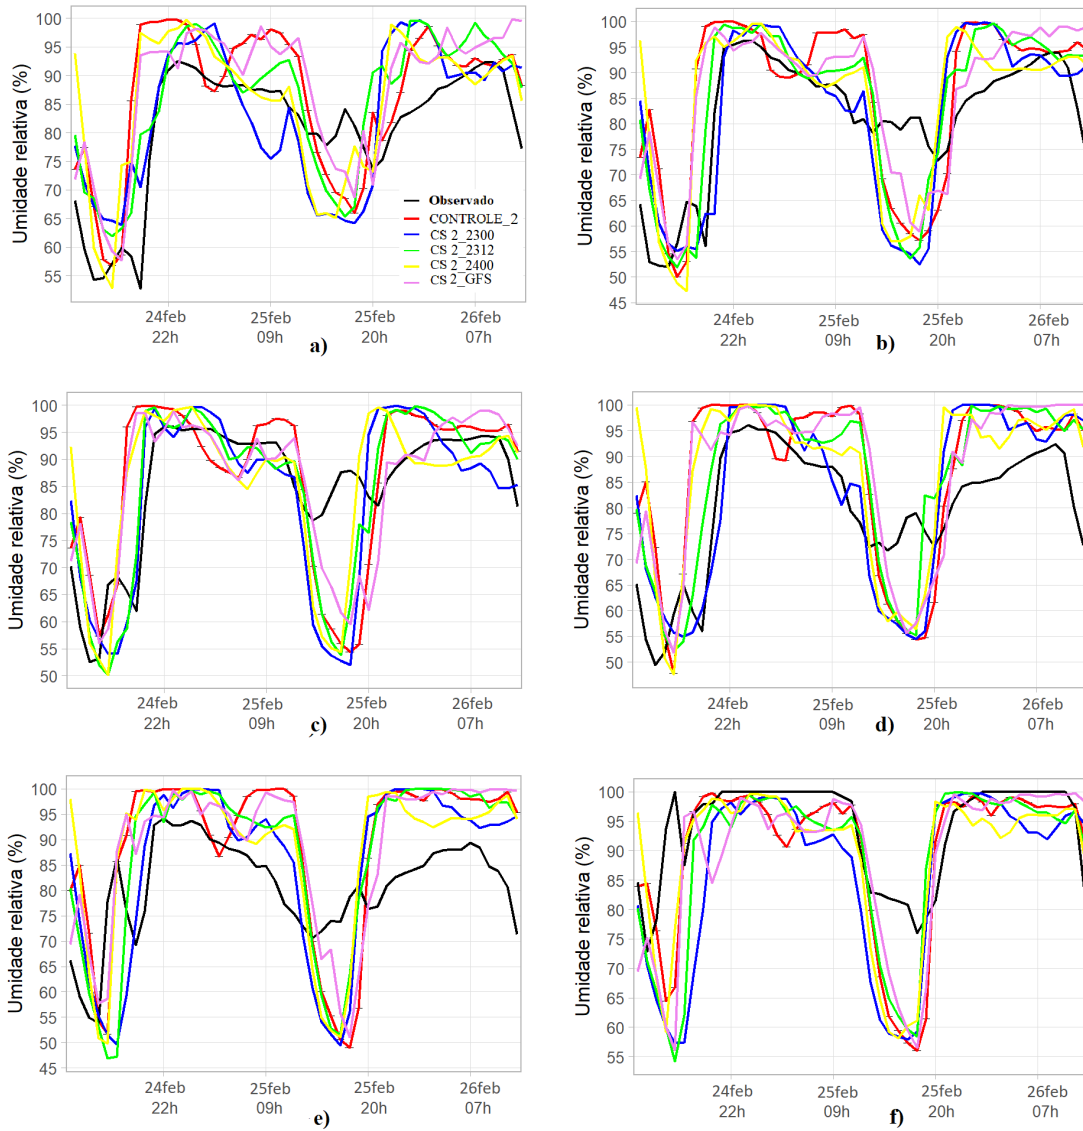 Umidade relativa (%)
100
95
90
85
80
75
70
65
60
55
Observado
CONTROLE_2
CS 2_2300
CS 2_2312
CS 2_2400
CS 2_GFS
24feb 25feb 25feb 26feb
22h 09h 20h 07h
a)
Umidade relativa (%)
100
95
90
85
80
75
70
65
60
55
50
45
24feb 25feb 25feb 26feb
22h 09h 20h 07h
b)
Umidade relativa (%)
100
95
90
85
80
75
70
65
60
55
50
24feb 25feb 25feb 26feb
22h 09h 20h 07h
c)
Umidade relativa (%)
100
95
90
85
80
75
70
65
60
55
50
24feb 25feb 25feb 26feb
22h 09h 20h 07h
d)
Umidade relativa (%)
100
95
90
85
80
75
70
65
60
55
50
45
24feb 25feb 25feb 26feb
22h 09h 20h 07h
e)
Umidade relativa (%)
100
95
90
85
80
75
70
65
60
55
24feb 25feb 25feb 26feb
22h 09h 20h 07h
f)